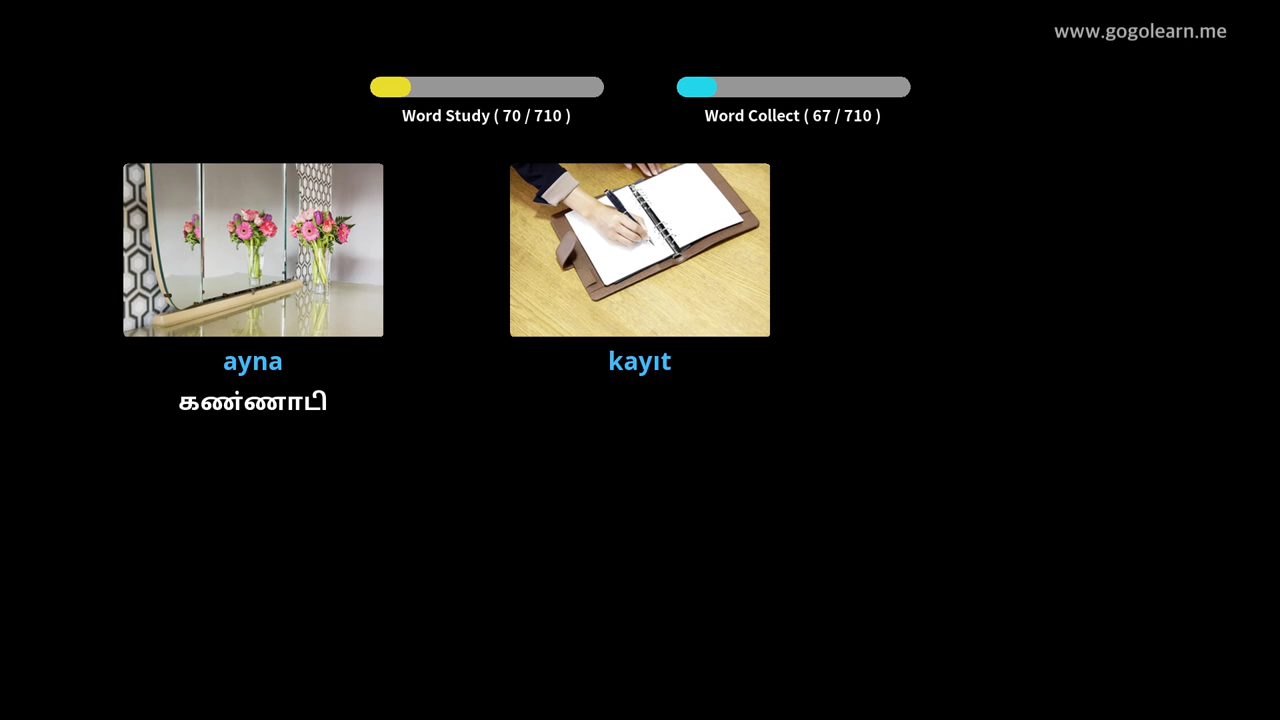 www.gogolearn.me
Word Study ( 70 / 710 )
Word Collect ( 67 / 710 )
ayna
kayıt
கண்ணாடி